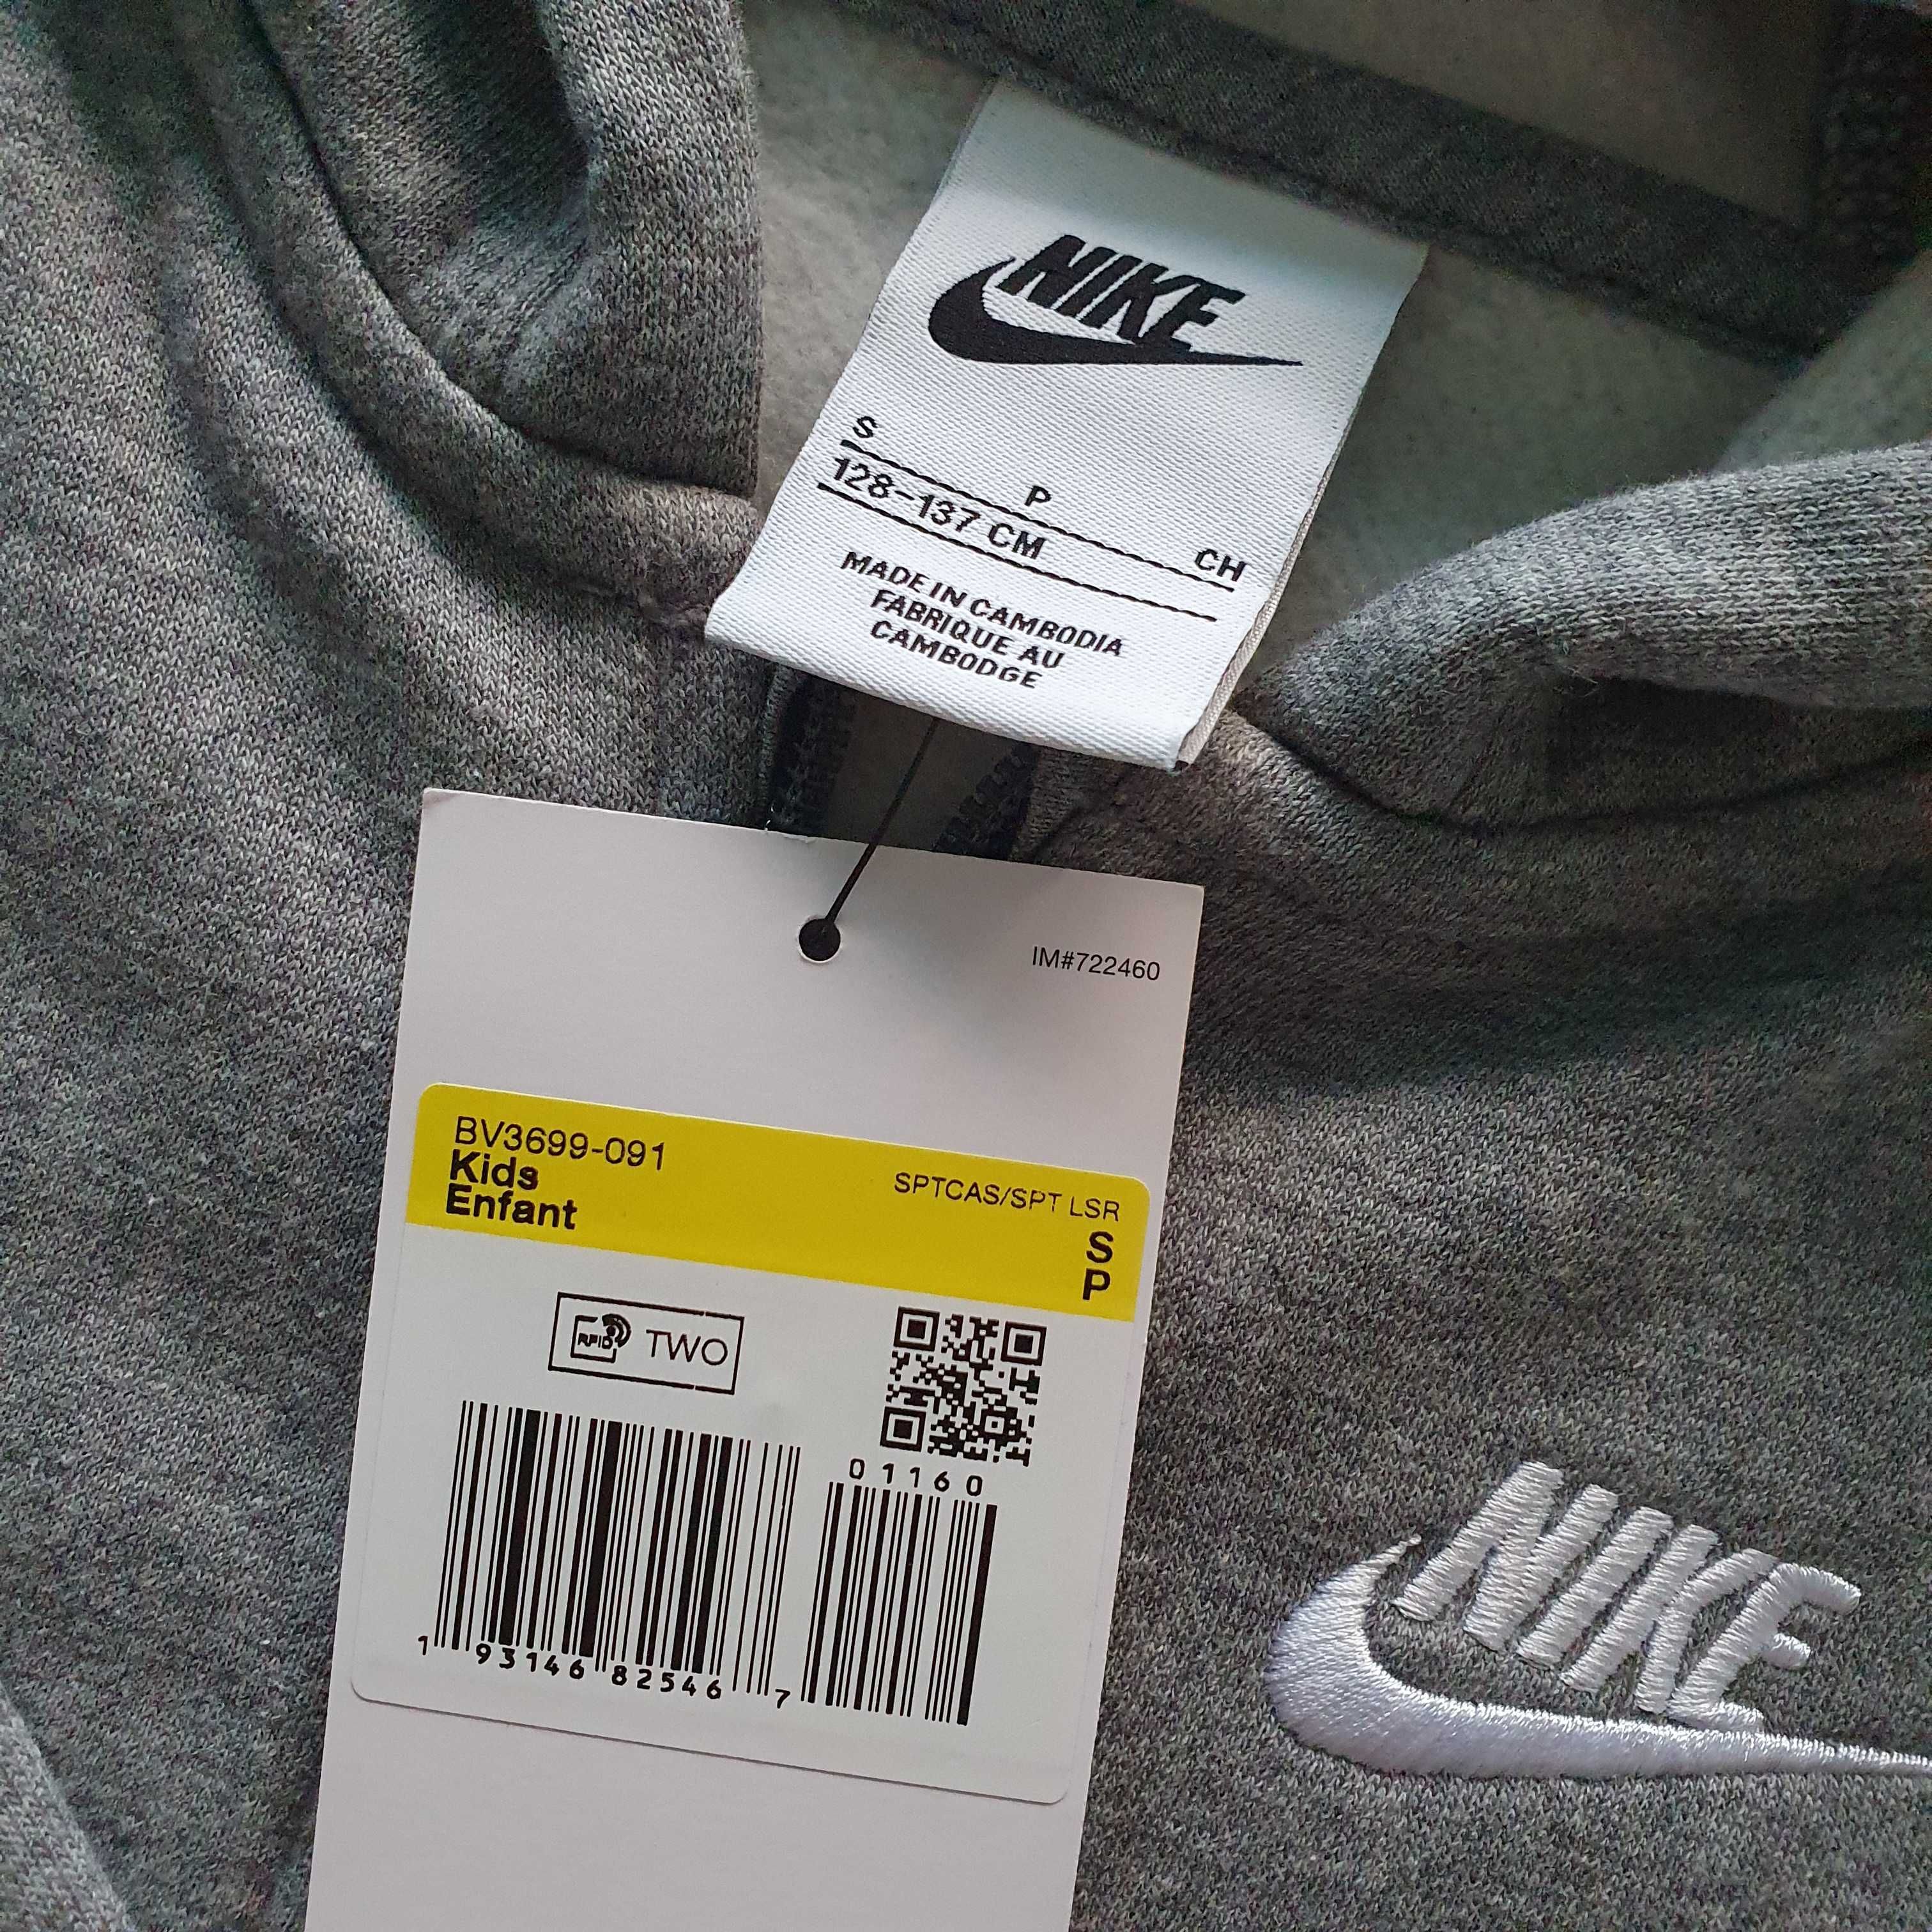 NIKE
S
P
CH
128-137 CM
MADE IN CAMBODIA
FABRIQUE AU
CAMBODGE
IM#722460
BV3699-091
Kids
Enfant
SPTCAS/SPT LSR
S
P
RFID TWO
01160
1 93146 82546 7
NIKE